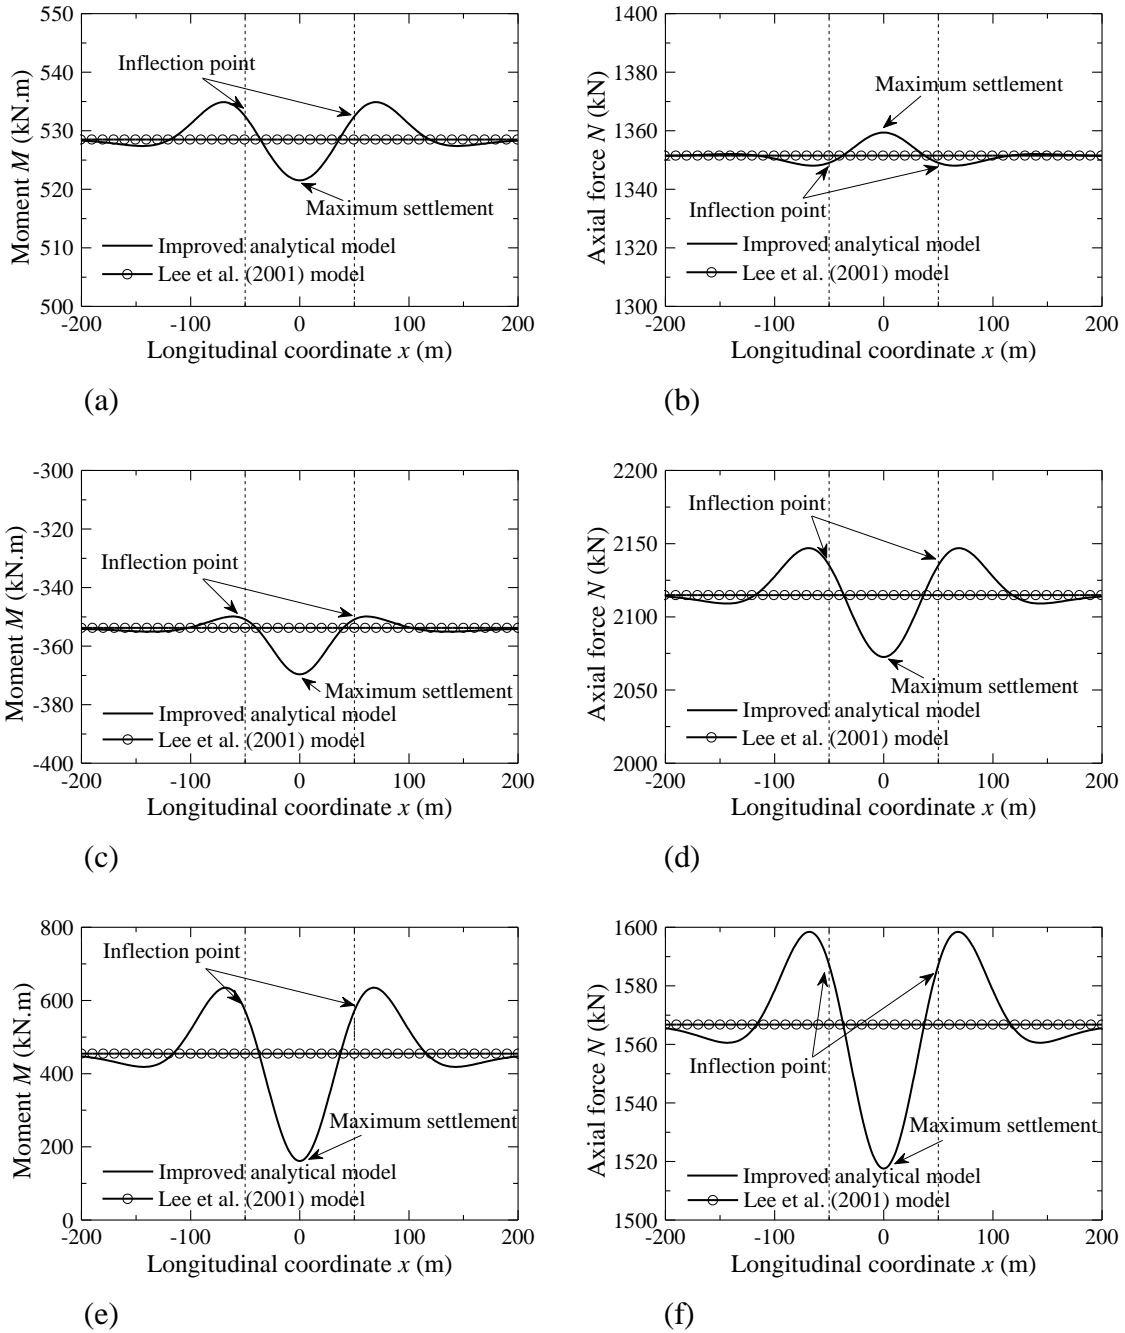 550
540
530
520
510
500
Moment M (kN.m)
Inflection point
Maximum settlement
Improved analytical model
Lee et al. (2001) model
-200 -100 0 100 200
Longitudinal coordinate x (m)
(a)
1400
1380
1360
1340
1320
1300
Axial force N (kN)
Maximum settlement
Inflection point
Improved analytical model
Lee et al. (2001) model
-200 -100 0 100 200
Longitudinal coordinate x (m)
(b)
-300
-320
-340
-360
-380
-400
Moment M (kN.m)
Inflection point
Maximum settlement
Improved analytical model
Lee et al. (2001) model
-200 -100 0 100 200
Longitudinal coordinate x (m)
(c)
2200
2150
2100
2050
2000
Axial force N (kN)
Inflection point
Maximum settlement
Improved analytical model
Lee et al. (2001) model
-200 -100 0 100 200
Longitudinal coordinate x (m)
(d)
800
600
400
200
0
Moment M (kN.m)
Inflection point
Maximum settlement
Improved analytical model
Lee et al. (2001) model
-200 -100 0 100 200
Longitudinal coordinate x (m)
(e)
1600
1580
1560
1540
1520
1500
Axial force N (kN)
Inflection point
Maximum settlement
Improved analytical model
Lee et al. (2001) model
-200 -100 0 100 200
Longitudinal coordinate x (m)
(f)